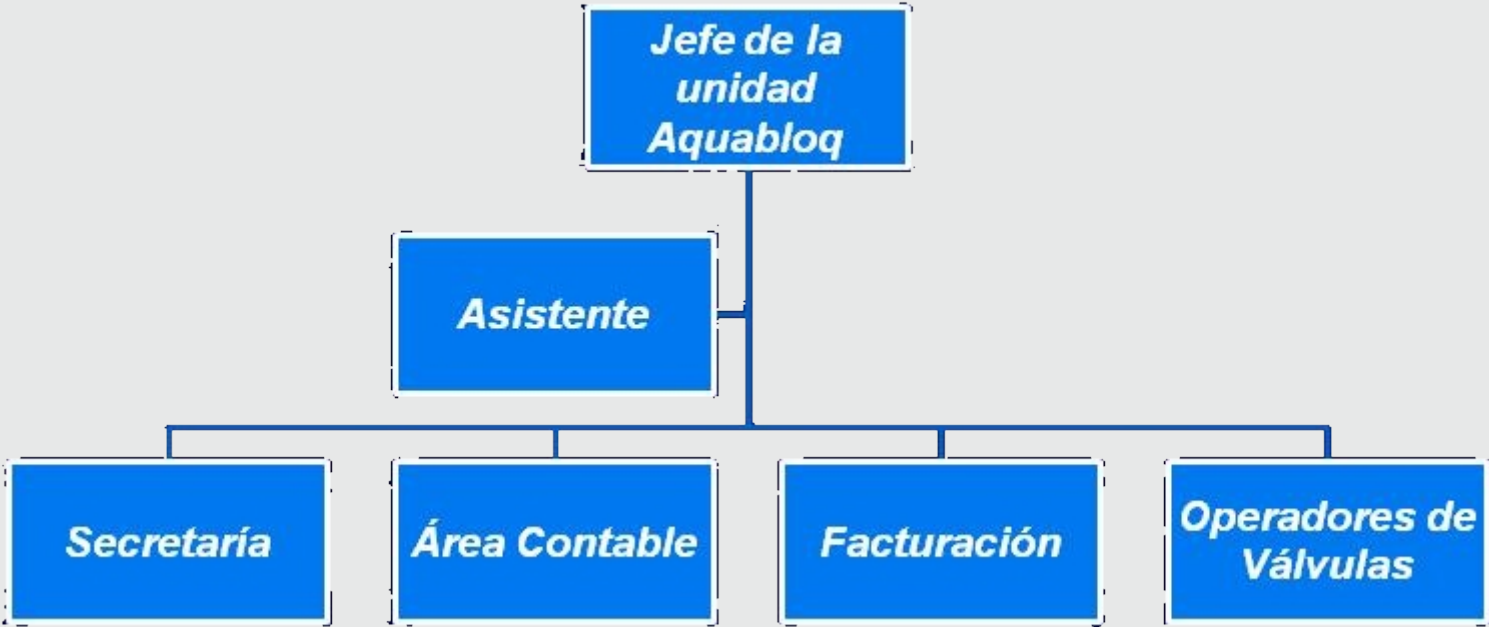 Jefe de la
unidad
Aquabloq
Asistente
Secretaría
Área Contable
Facturación
Operadores de
Válvulas